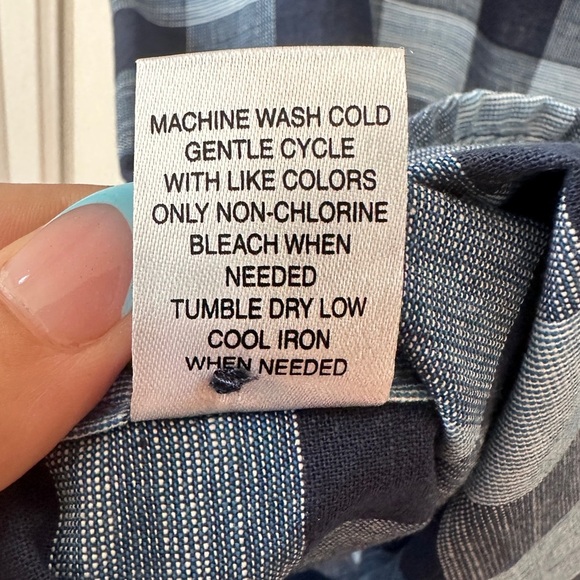 MACHINE WASH COLD
GENTLE CYCLE
WITH LIKE COLORS
ONLY NON-CHLORINE
BLEACH WHEN
NEEDED
TUMBLE DRY LOW
COOL IRON
WHEN NEEDED